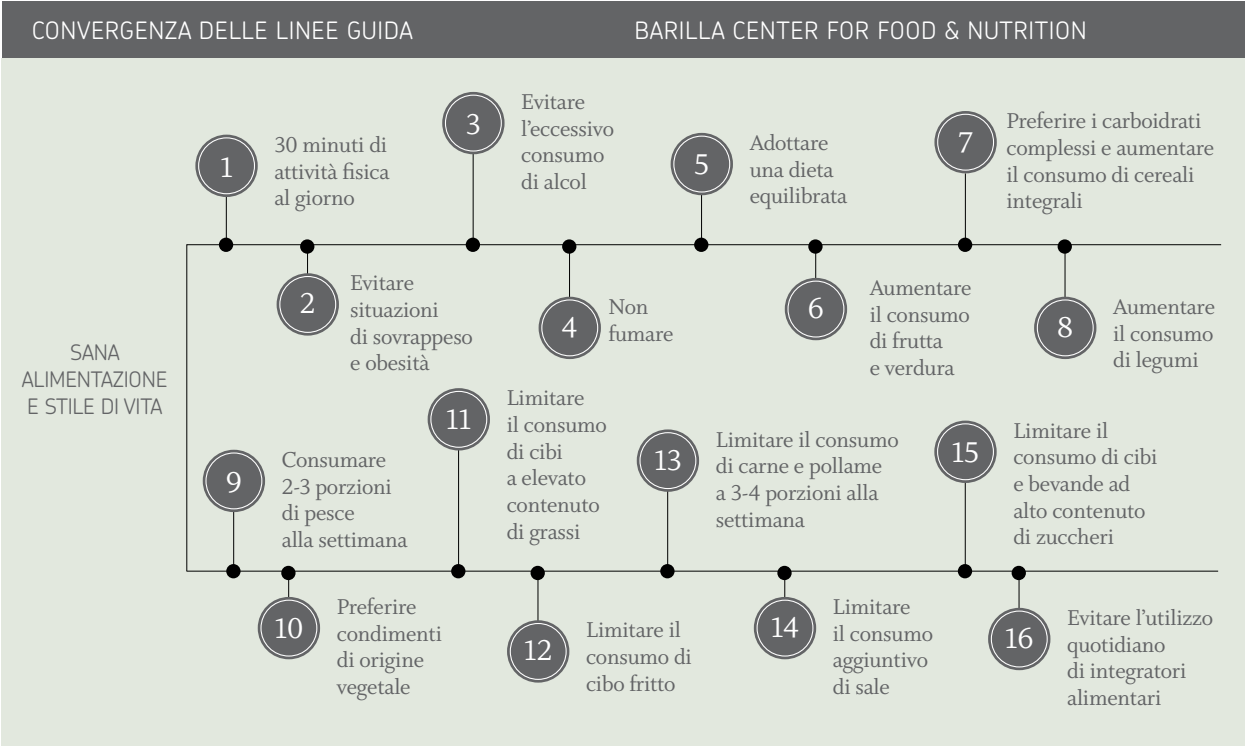 CONVERGENZA DELLE LINEE GUIDA
BARILLA CENTER FOR FOOD & NUTRITION
SANA
ALIMENTAZIONE
E STILE DI VITA
1
30 minuti di
attività fisica
al giorno
2
Evitare
situazioni
di sovrappeso
e obesità
3
Evitare
l'eccessivo
consumo
di alcol
4
Non
fumare
5
Adottare
una dieta
equilibrata
6
Aumentare
il consumo
di frutta
e verdura
7
Preferire i carboidrati
complessi e aumentare
il consumo di cereali
integrali
8
Aumentare
il consumo
di legumi
9
Consumare
2-3 porzioni
di pesce
alla settimana
10
Preferire
condimenti
di origine
vegetale
11
Limitare
il consumo
di cibi
a elevato
contenuto
di grassi
12
Limitare il
consumo di
cibo fritto
13
Limitare il consumo
di carne e pollame
a 3-4 porzioni alla
settimana
14
Limitare
il consumo
aggiuntivo
di sale
15
Limitare il
consumo di cibi
e bevande ad
alto contenuto
di zuccheri
16
Evitare l'utilizzo
quotidiano
di integratori
alimentari